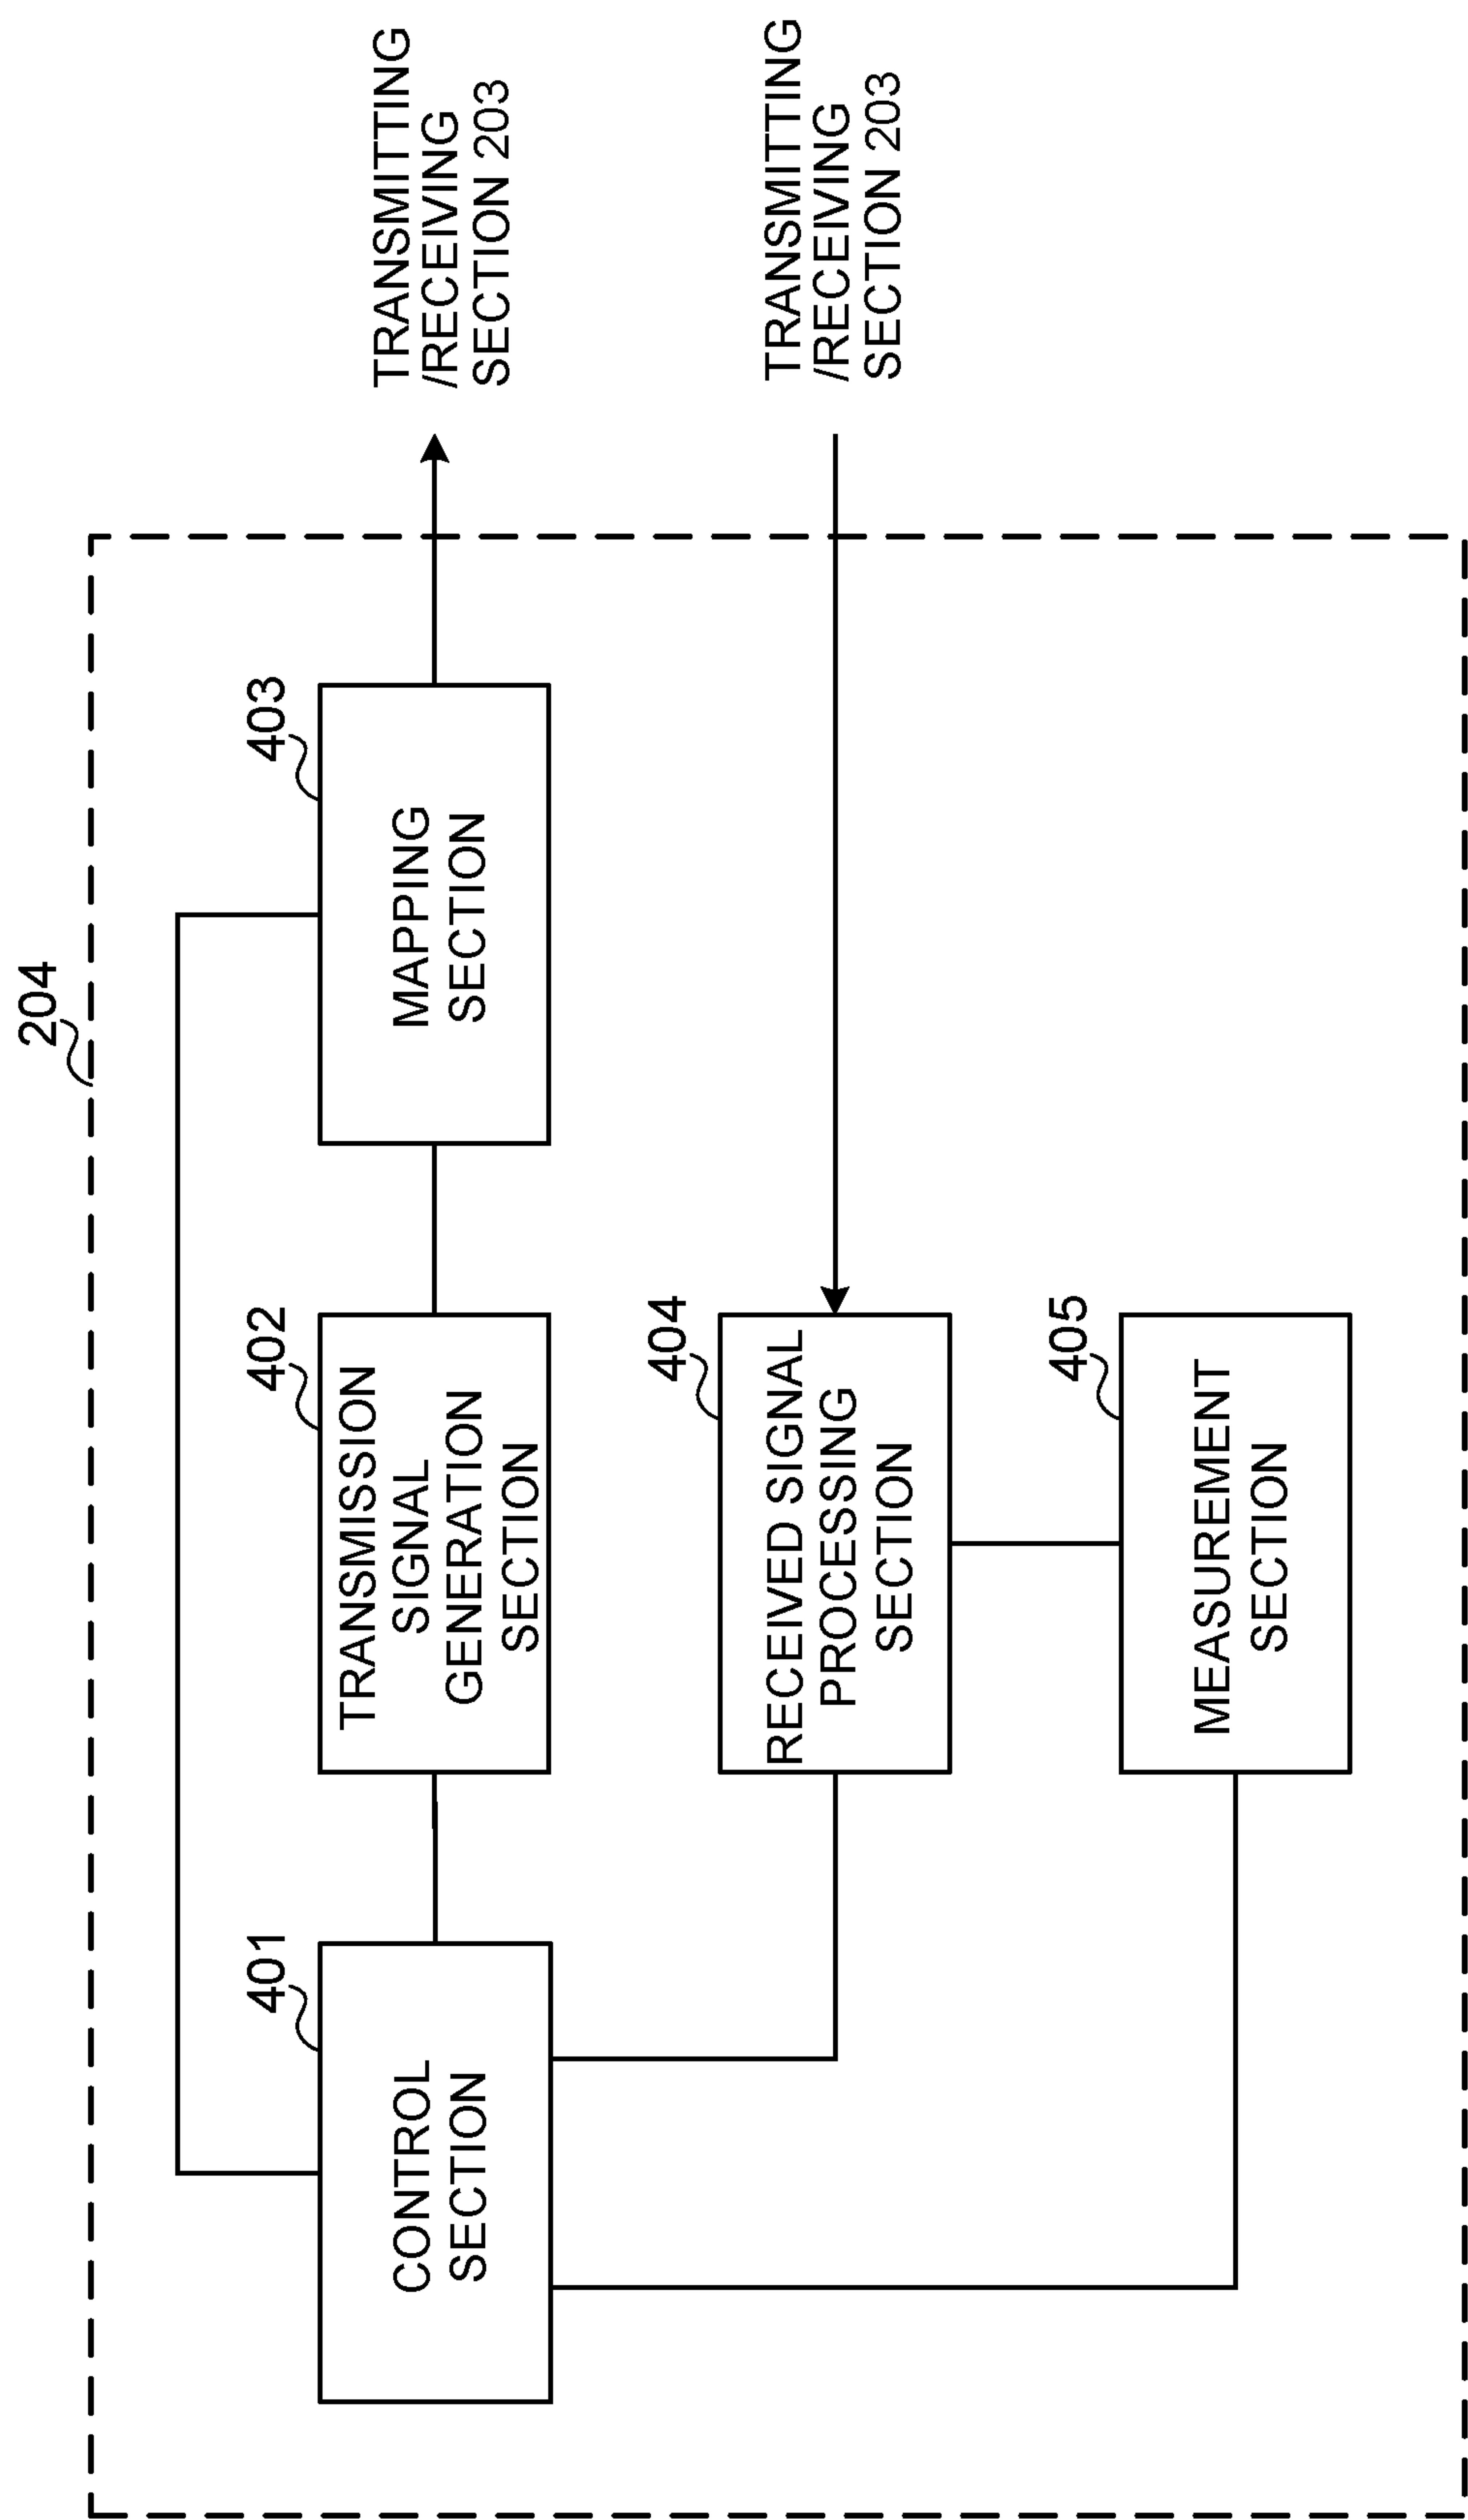 204
401
CONTROL
SECTION
402
TRANSMISSION
SIGNAL
GENERATION
SECTION
403
MAPPING
SECTION
TRANSMITTING
/RECEIVING
SECTION 203
404
RECEIVED SIGNAL
PROCESSING
SECTION
TRANSMITTING
/RECEIVING
SECTION 203
405
MEASUREMENT
SECTION